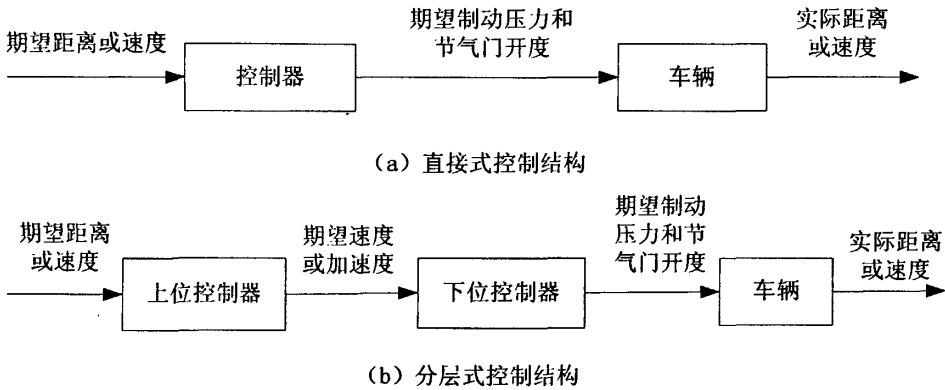 期望距离或速度
控制器
期望制动压力和
节气门开度
车辆
实际距离
或速度
（a）直接式控制结构
期望距离
或速度
上位控制器
期望速度
或加速度
下位控制器
期望制动
压力和节
气门开度
车辆
实际距离
或速度
（b）分层式控制结构